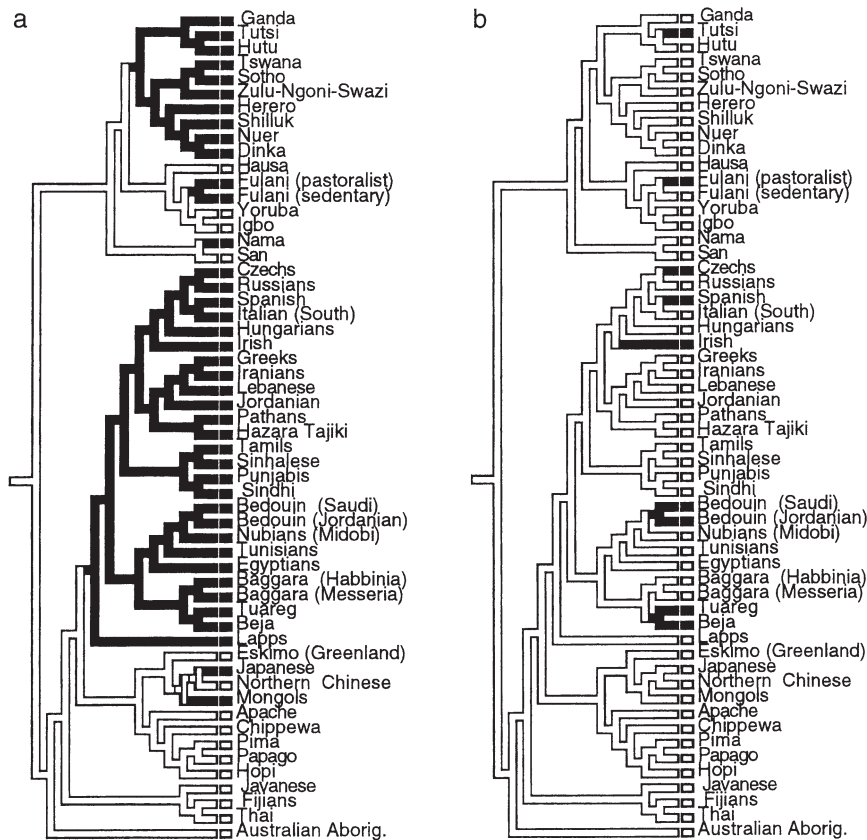 a
Ganda
Tutsi
Hutu
Tswana
Sotho
Zulu-Ngoni-Swazi
Herero
Shilluk
Nuer
Dinka
Hausa
Fulani (pastoralist)
Fulani (sedentary)
Yoruba
Igbo
Nama
San
Czechs
Russians
Spanish
Italian (South)
Hungarians
Irish
Greeks
Iranians
Lebanese
Jordanian
Pathans
Hazara Tajiki
Tamils
Sinhalese
Punjabis
Sindhi
Bedouin (Saudi)
Bedouin (Jordanian)
Nubians (Midobi)
Tunisians
Egyptians
Baggara (Habbinia)
Baggara (Messeria)
Tuareg
Beja
Lapps
Eskimo (Greenland)
Japanese
Northern Chinese
Mongols
Apache
Chippewa
Pima
Papago
Hopi
Javanese
Fijians
Thai
Australian Aborig.
b
Ganda
Tutsi
Hutu
Tswana
Sotho
Zulu-Ngoni-Swazi
Herero
Shilluk
Nuer
Dinka
Hausa
Fulani (pastoralist)
Fulani (sedentary)
Yoruba
Igbo
Nama
San
Czechs
Russians
Spanish
Italian (South)
Hungarians
Irish
Greeks
Iranians
Lebanese
Jordanian
Pathans
Hazara Tajiki
Tamils
Sinhalese
Punjabis
Sindhi
Bedouin (Saudi)
Bedouin (Jordanian)
Nubians (Midobi)
Tunisians
Egyptians
Baggara (Habbinia)
Baggara (Messeria)
Tuareg
Beja
Lapps
Eskimo (Greenland)
Japanese
Northern Chinese
Mongols
Apache
Chippewa
Pima
Papago
Hopi
Javanese
Fijians
Thai
Australian Aborig.